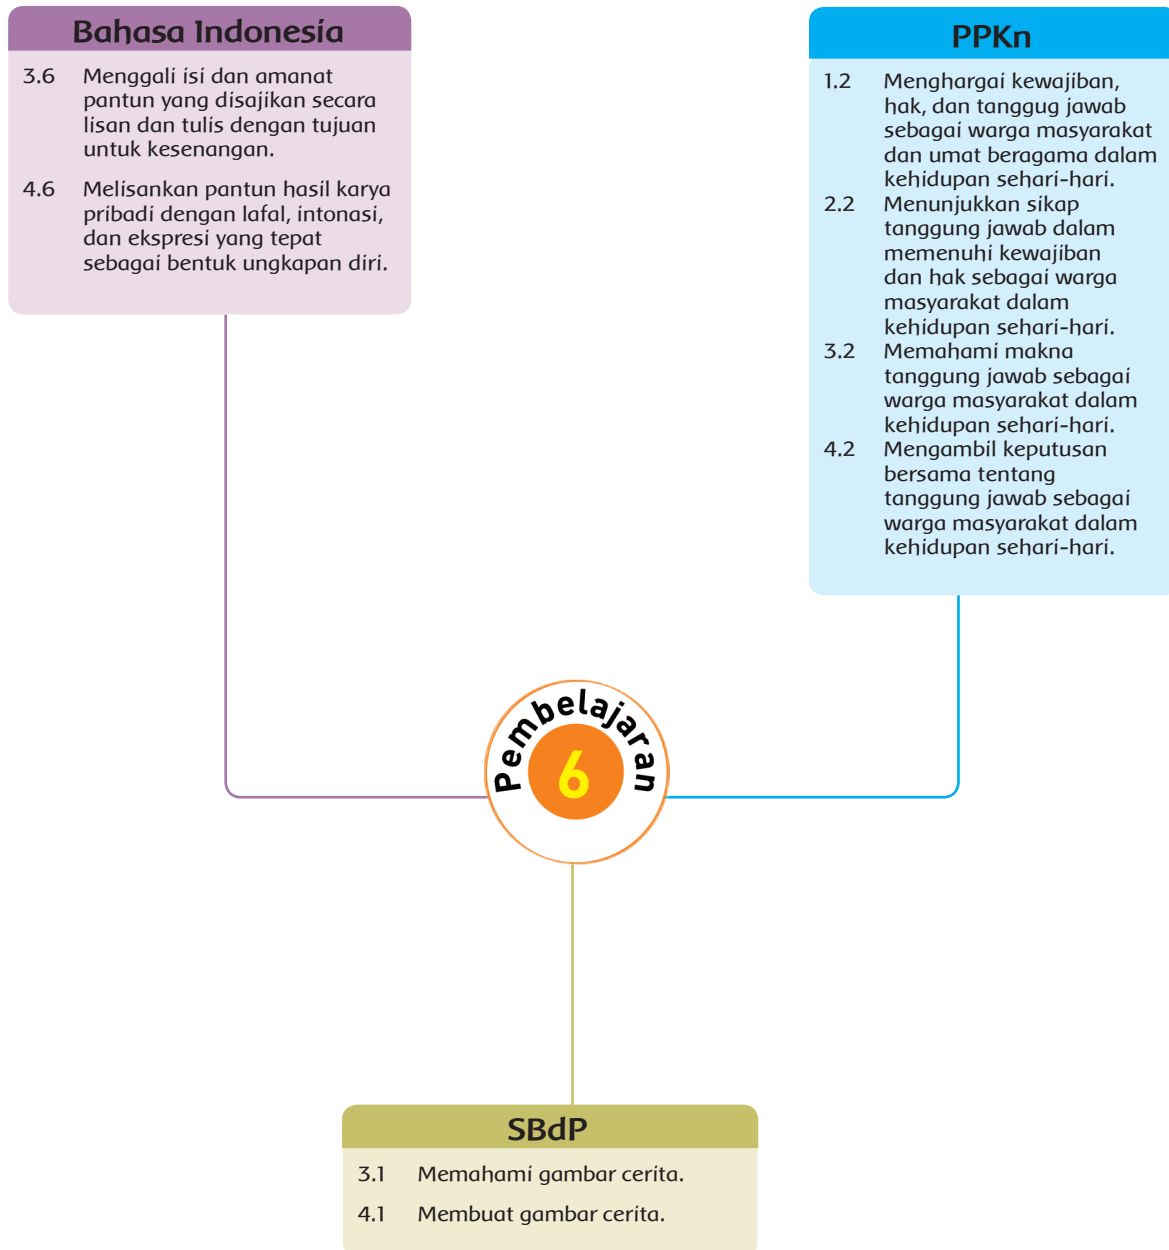 Bahasa Indonesia
3.6 Menggali isi dan amanat
pantun yang disajikan secara
lisan dan tulis dengan tujuan
untuk kesenangan.
4.6 Melisankan pantun hasil karya
pribadi dengan lafal, intonasi,
dan ekspresi yang tepat
sebagai bentuk ungkapan diri.
PPKn
1.2 Menghargai kewajiban,
hak, dan tanggug jawab
sebagai warga masyarakat
dan umat beragama dalam
kehidupan sehari-hari.
2.2 Menunjukkan sikap
tanggung jawab dalam
memenuhi kewajiban
dan hak sebagai warga
masyarakat dalam
kehidupan sehari-hari.
3.2 Memahami makna
tanggung jawab sebagai
warga masyarakat dalam
kehidupan sehari-hari.
4.2 Mengambil keputusan
bersama tentang
tanggung jawab sebagai
warga masyarakat dalam
kehidupan sehari-hari.
Pembelajaran
6
SBdP
3.1 Memahami gambar cerita.
4.1 Membuat gambar cerita.